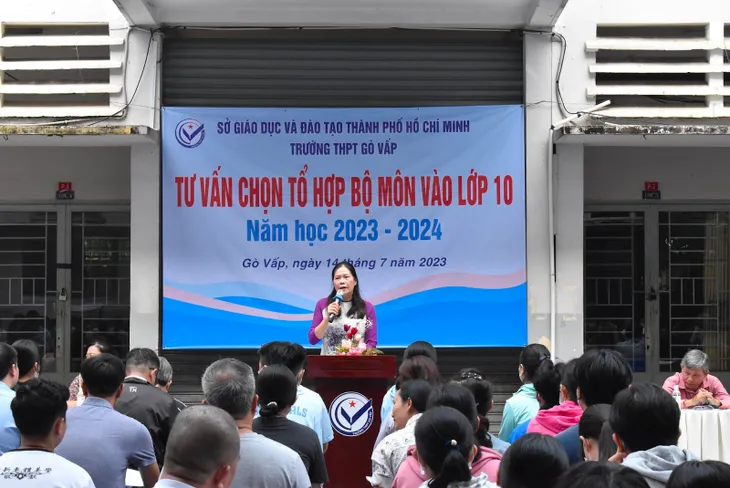 SỞ GIÁO DỤC VÀ ĐÀO TẠO THÀNH PHỐ HỒ CHÍ MINH
TRƯỜNG THPT GÒ VẤP
TƯ VẤN CHỌN TỔ HỢP BỘ MÔN VÀO LỚP 10
Năm học 2023 - 2024
Gò Vấp, ngày 14 tháng 7 năm 2023